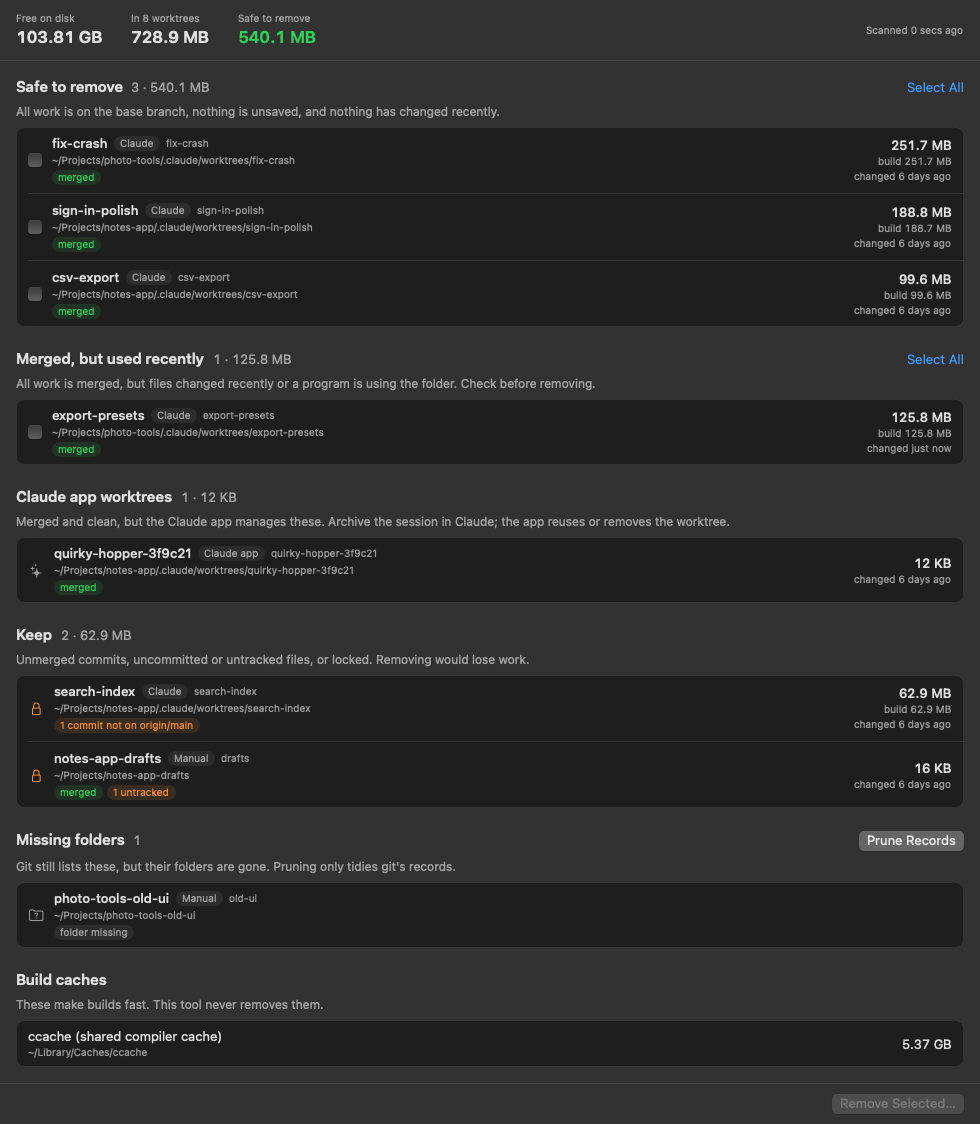 Free on disk In 8 worktrees Safe to remove
103.81 GB 728.9 MB 540.1 MB
Scanned 0 secs ago
Safe to remove 3 · 540.1 MB Select All
All work is on the base branch, nothing is unsaved, and nothing has changed recently.
fix-crash Claude fix-crash
~/Projects/photo-tools/.claude/worktrees/fix-crash
merged
251.7 MB
build 251.7 MB
changed 6 days ago
sign-in-polish Claude sign-in-polish
~/Projects/notes-app/.claude/worktrees/sign-in-polish
merged
188.8 MB
build 188.7 MB
changed 6 days ago
csv-export Claude csv-export
~/Projects/notes-app/.claude/worktrees/csv-export
merged
99.6 MB
build 99.6 MB
changed 6 days ago
Merged, but used recently 1 · 125.8 MB Select All
All work is merged, but files changed recently or a program is using the folder. Check before removing.
export-presets Claude export-presets
~/Projects/photo-tools/.claude/worktrees/export-presets
merged
125.8 MB
build 125.8 MB
changed just now
Claude app worktrees 1 · 12 KB
Merged and clean, but the Claude app manages these. Archive the session in Claude; the app reuses or removes the worktree.
quirky-hopper-3f9c21 Claude app quirky-hopper-3f9c21
~/Projects/notes-app/.claude/worktrees/quirky-hopper-3f9c21
merged
12 KB
changed 6 days ago
Keep 2 · 62.9 MB
Unmerged commits, uncommitted or untracked files, or locked. Removing would lose work.
search-index Claude search-index
~/Projects/notes-app/.claude/worktrees/search-index
1 commit not on origin/main
62.9 MB
build 62.9 MB
changed 6 days ago
notes-app-drafts Manual drafts
~/Projects/notes-app-drafts
merged 1 untracked
16 KB
changed 6 days ago
Missing folders 1 Prune Records
Git still lists these, but their folders are gone. Pruning only tidies git's records.
photo-tools-old-ui Manual old-ui
~/Projects/photo-tools-old-ui
folder missing
Build caches
These make builds fast. This tool never removes them.
ccache (shared compiler cache)
~/Library/Caches/ccache
5.37 GB
Remove Selected...